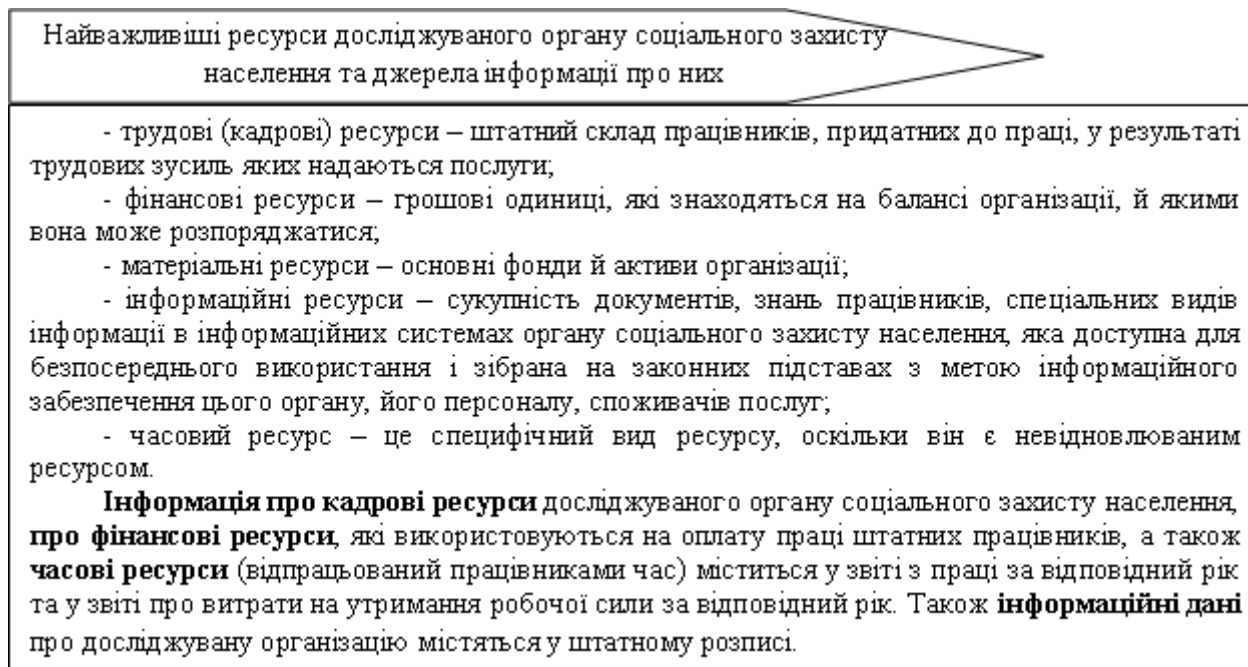 Найважливіші ресурси досліджуваного органу соціального захисту
населення та джерела інформації про них
- трудові (кадрові) ресурси – штатний склад працівників, придатних до праці, у результаті
трудових зусиль яких надаються послуги;
- фінансові ресурси – грошові одиниці, які знаходяться на балансі організації, й якими
вона може розпоряджатися;
- матеріальні ресурси – основні фонди й активи організації;
- інформаційні ресурси – сукупність документів, знань працівників, спеціальних видів
інформації в інформаційних системах органу соціального захисту населення, яка доступна для
безпосереднього використання і зібрана на законних підставах з метою інформаційного
забезпечення цього органу, його персоналу, споживачів послуг;
- часовий ресурс – це специфічний вид ресурсу, оскільки він є невідновлюваним
ресурсом.
Інформація про кадрові ресурси досліджуваного органу соціального захисту населення,
про фінансові ресурси, які використовуються на оплату праці штатних працівників, а також
часові ресурси (відпрацьований працівниками час) міститься у звіті з праці за відповідний рік
та у звіті про витрати на утримання робочої сили за відповідний рік. Також інформаційні дані
про досліджувану організацію містяться у штатному розписі.